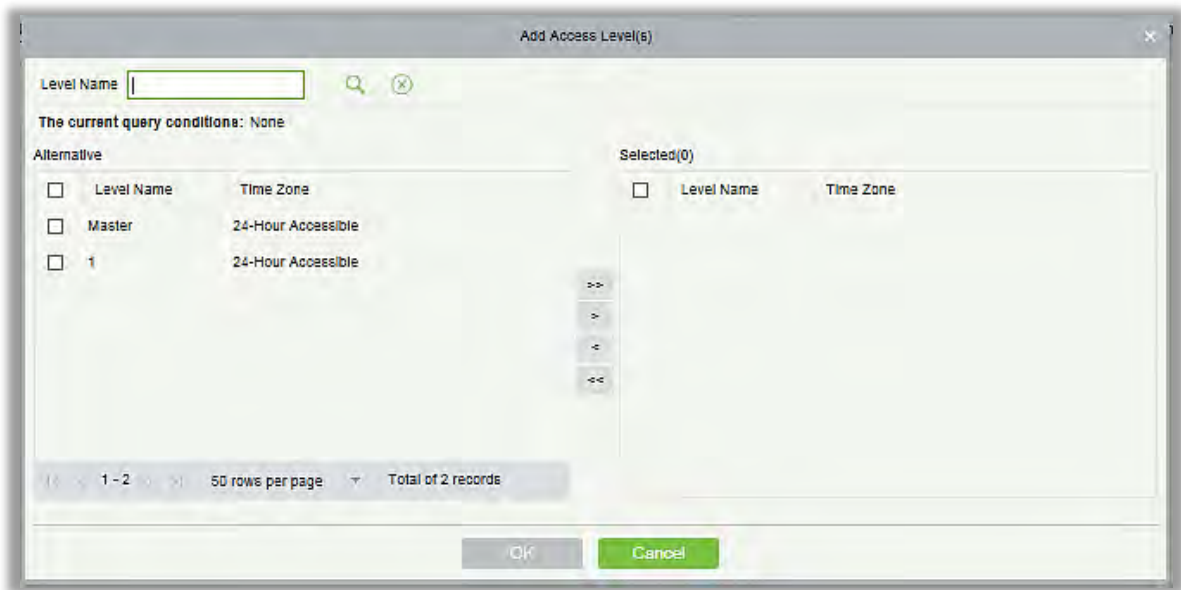 Add Access Level(s)
Level Name
The current query conditions: None
Alternative
Level Name Time Zone
Master 24-Hour Accessible
1 24-Hour Accessible
>>
>
<
<<
Selected(0)
Level Name Time Zone
1 - 2 50 rows per page Total of 2 records
OK Cancel